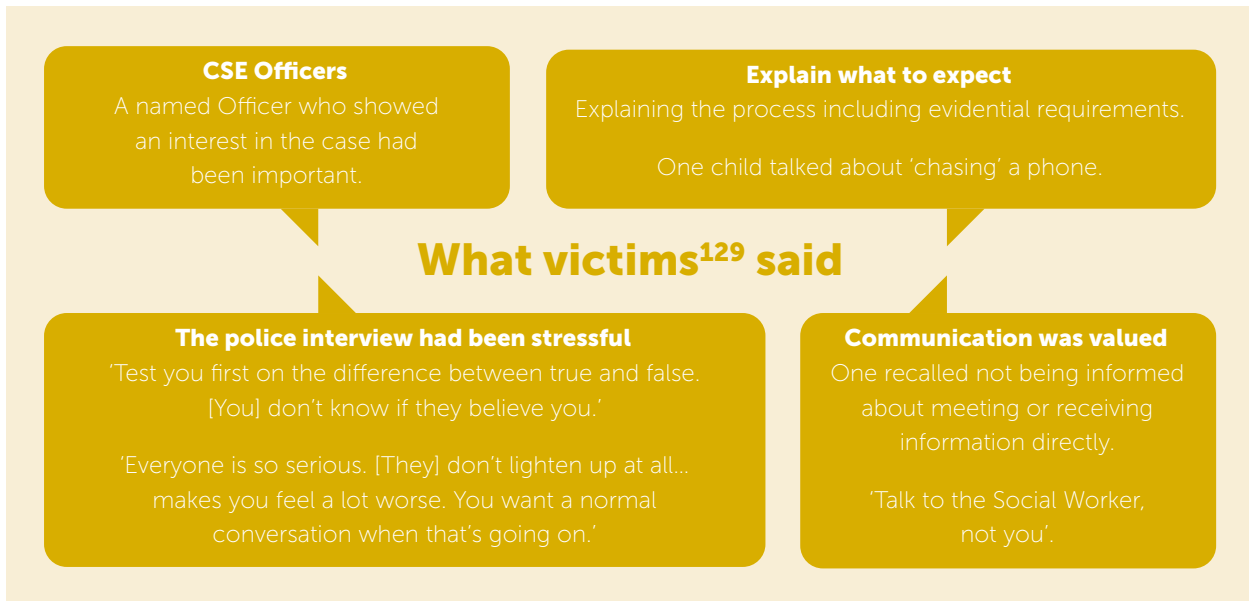 CSE Officers
A named Officer who showed
an interest in the case had
been important.
Explain what to expect
Explaining the process including evidential requirements.
One child talked about ‘chasing’ a phone.
What victims¹²⁹ said
The police interview had been stressful
‘Test you first on the difference between true and false.
[You] don’t know if they believe you.’
‘Everyone is so serious. [They] don’t lighten up at all...
makes you feel a lot worse. You want a normal
conversation when that’s going on.’
Communication was valued
One recalled not being informed
about meeting or receiving
information directly.
‘Talk to the Social Worker,
not you’.